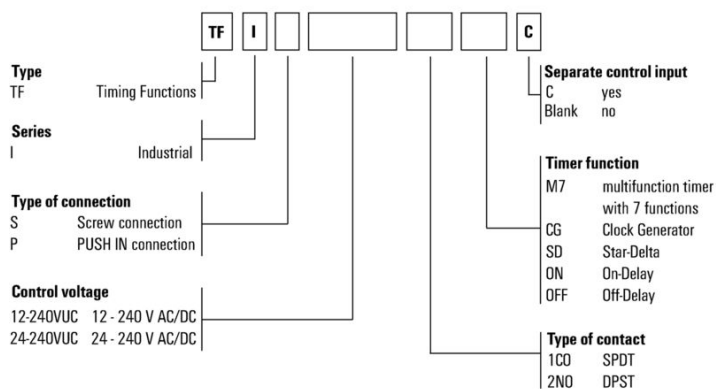 TF I C
Type
TF Timing Functions
Series
I Industrial
Type of connection
S Screw connection
P PUSH IN connection
Control voltage
12-240VUC 12 - 240 V AC/DC
24-240VUC 24 - 240 V AC/DC
Separate control input
C yes
Blank no
Timer function
M7 multifunction timer
with 7 functions
CG Clock Generator
SD Star-Delta
ON On-Delay
OFF Off-Delay
Type of contact
1CO SPDT
2NO DPST